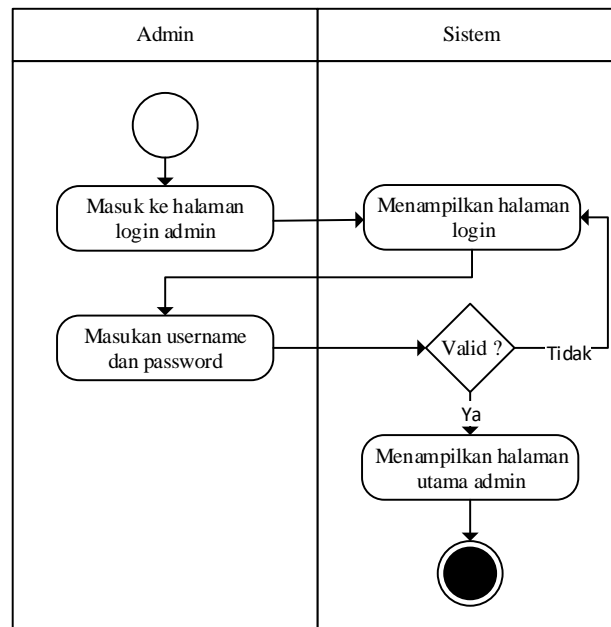 Admin
Sistem
Masuk ke halaman
login admin
Menampilkan halaman
login
Masukan username
dan password
Valid ?
Tidak
Ya
Menampilkan halaman
utama admin